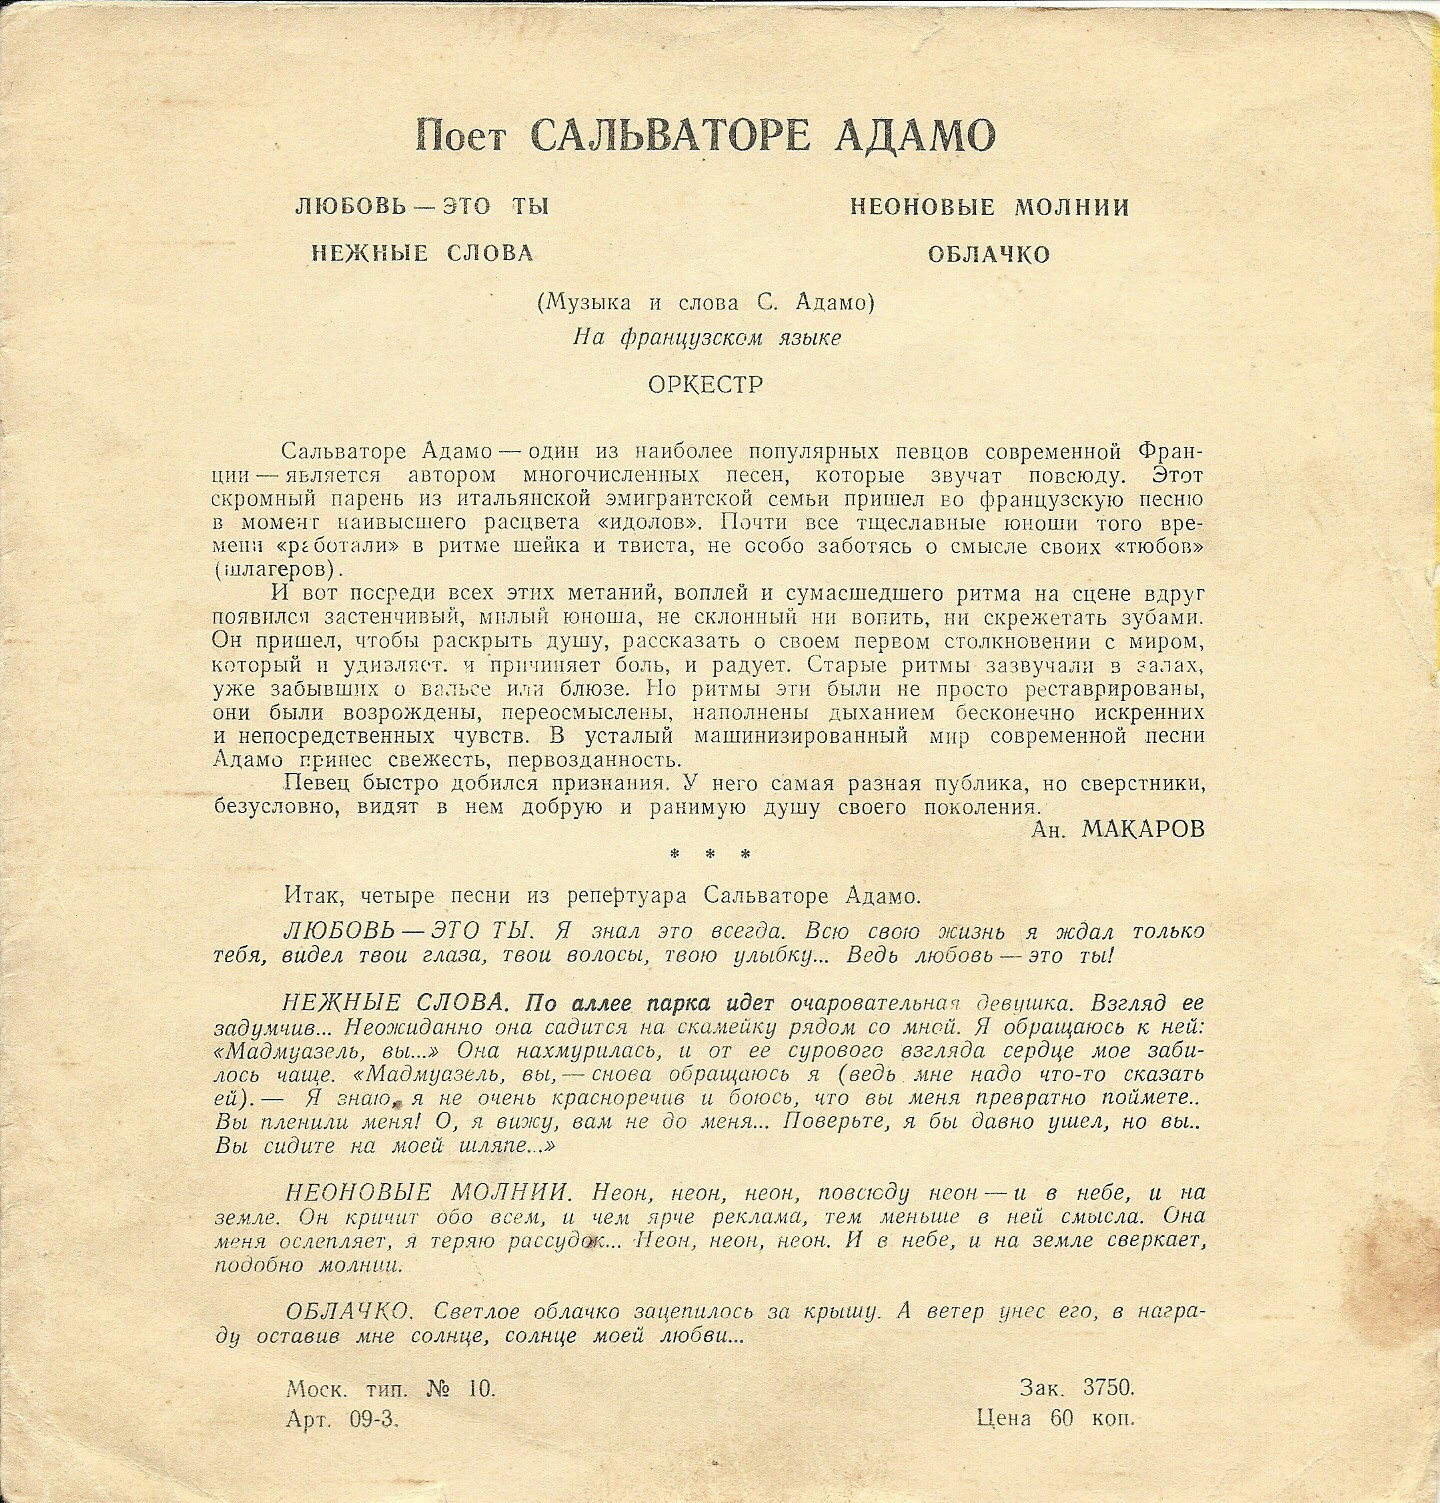 Поет САЛЬВАТОРЕ АДАМО
ЛЮБОВЬ — ЭТО ТЫ
НЕЖНЫЕ СЛОВА
НЕОНОВЫЕ МОЛНИИ
ОБЛАЧКО
(Музыка и слова С. Адамо)
На французском языке
ОРКЕСТР
Сальваторе Адамо — один из наиболее популярных певцов современной Фран-
ции — является автором многочисленных песен, которые звучат повсюду. Этот
скромный парень из итальянской эмигрантской семьи пришел во французскую песню
в момент наивысшего расцвета «идолов». Почти все тщеславные юноши того вре-
мени «работали» в ритме шейка и твиста, не особо заботясь о смысле своих «тюбов»
(шлагеров).
И вот посреди всех этих метаний, воплей и сумасшедшего ритма на сцене вдруг
появился застенчивый, милый юноша, не склонный ни вопить, ни скрежетать зубами.
Он пришел, чтобы раскрыть душу, рассказать о своем первом столкновении с миром,
который и удивляет. и причиняет боль, и радует. Старые ритмы зазвучали в залах,
уже забывших о вальсе или блюзе. Но ритмы эти были не просто реставрированы,
они были возрождены, переосмыслены, наполнены дыханием бесконечно искренних
и непосредственных чувств. В усталый машинизированный мир современной песни
Адамо принес свежесть, первозданность.
Певец быстро добился признания. У него самая разная публика, но сверстники,
безусловно, видят в нем добрую и ранимую душу своего поколения.
Ан. МАКАРОВ
* * *
Итак, четыре песни из репертуара Сальваторе Адамо.
ЛЮБОВЬ — ЭТО ТЫ. Я знал это всегда. Всю свою жизнь я ждал только
тебя, видел твои глаза, твои волосы, твою улыбку... Ведь любовь — это ты!
НЕЖНЫЕ СЛОВА. По аллее парка идет очаровательная девушка. Взгляд ее
задумчив... Неожиданно она садится на скамейку рядом со мной. Я обращаюсь к ней:
«Мадмуазель, вы...» Она нахмурилась, и от ее сурового взгляда сердце мое заби-
лось чаще. «Мадмуазель, вы, — снова обращаюсь я (ведь мне надо что-то сказать
ей). — Я знаю, я не очень красноречив и боюсь, что вы меня превратно поймете..
Вы пленили меня! О, я вижу, вам не до меня... Поверьте, я бы давно ушел, но вы..
Вы сидите на моей шляпе...»
НЕОНОВЫЕ МОЛНИИ. Неон, неон, неон, повсюду неон — и в небе, и на
земле. Он кричит обо всем, и чем ярче реклама, тем меньше в ней смысла. Она
меня ослепляет, я теряю рассудок... Неон, неон, неон. И в небе, и на земле сверкает,
подобно молнии.
ОБЛАЧКО. Светлое облачко зацепилось за крышу. А ветер унес его, в награ-
ду оставив мне солнце, солнце моей любви...
Моск. тип. № 10.
Арт. 09-3.
Зак. 3750.
Цена 60 коп.